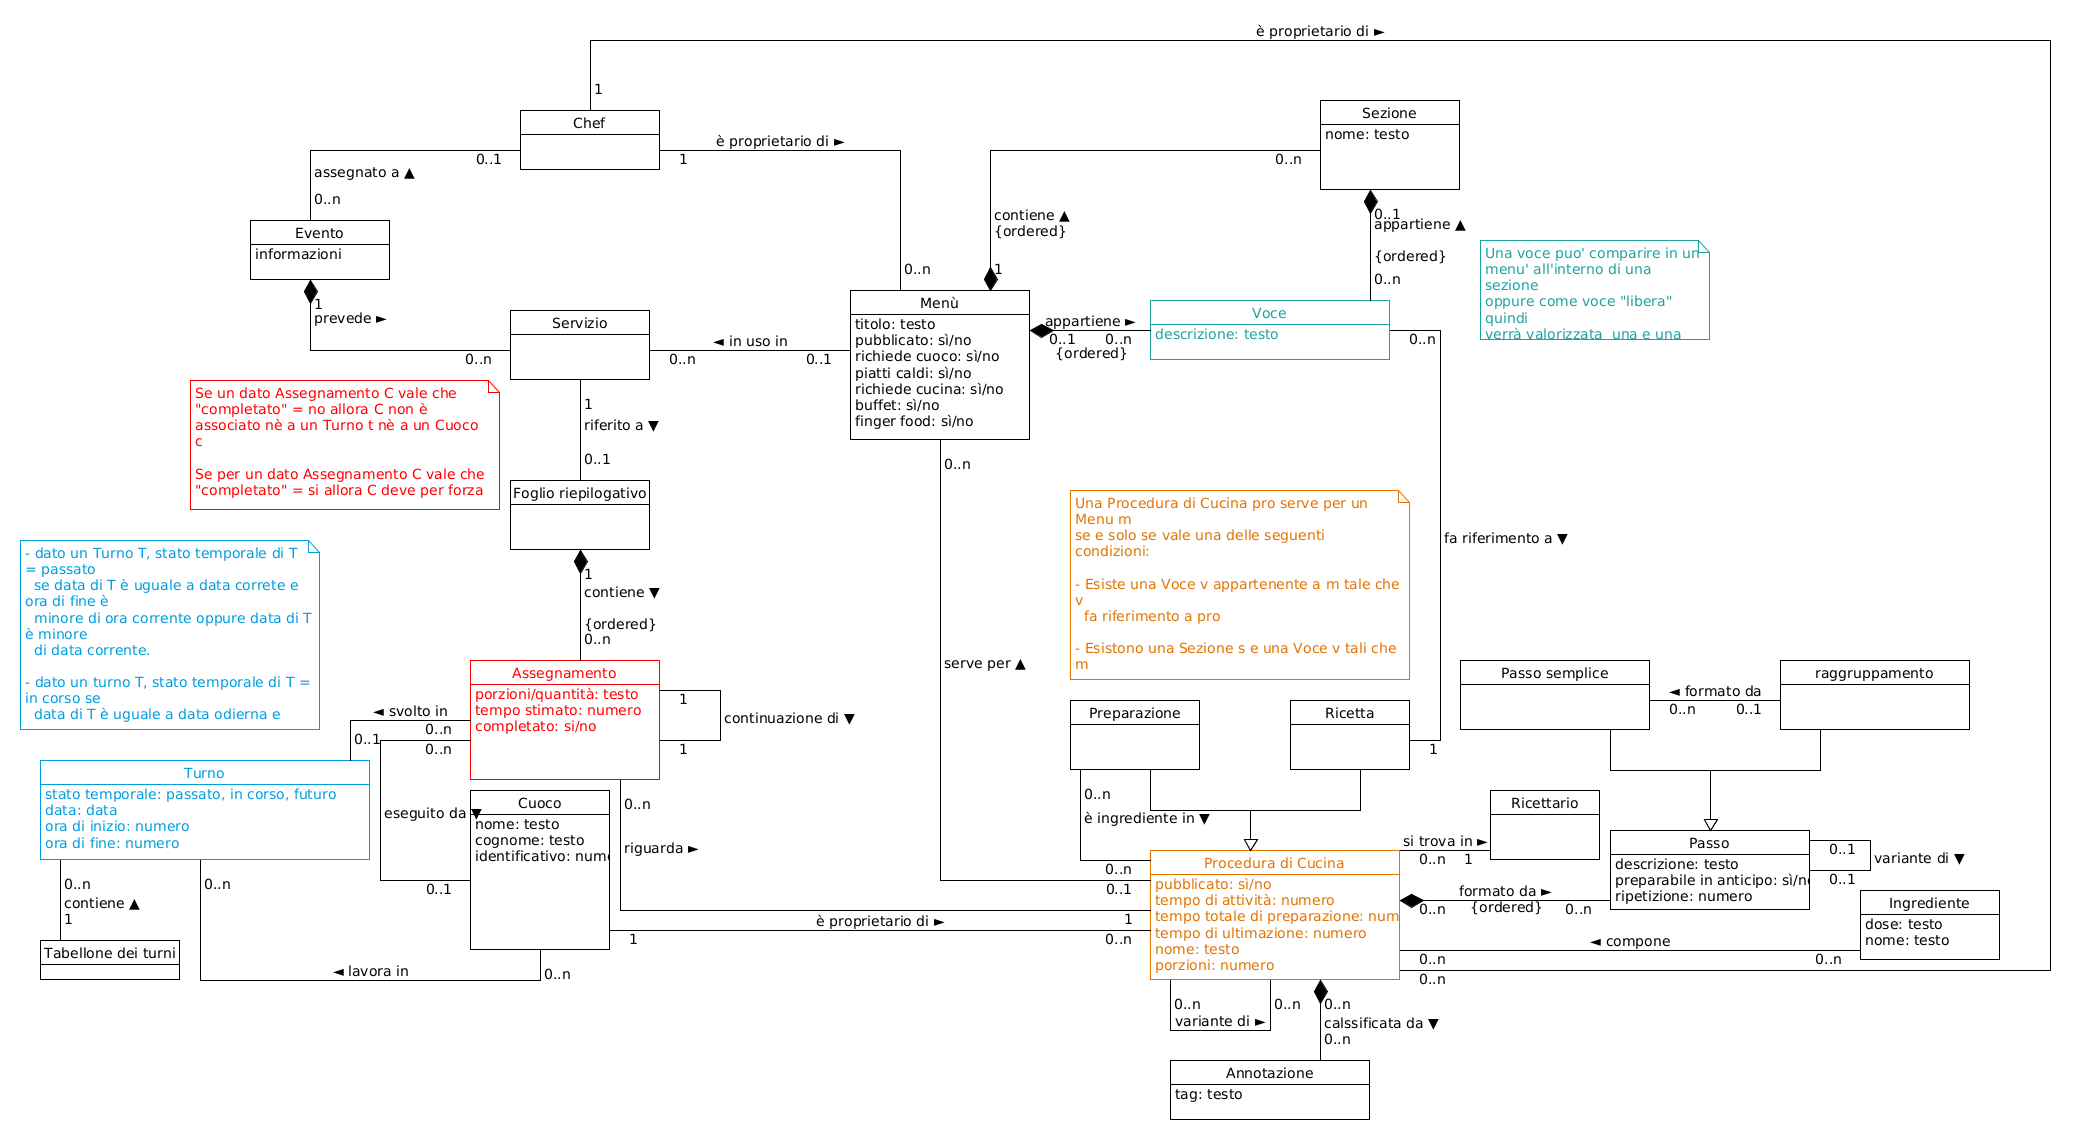 è proprietario di ►
1
Chef
0..1
1
è proprietario di ►
assegnato a ▲
0..n
Evento
informazioni
1
prevede ►
0..n
Servizio
◄ in uso in
0..n
0..1
0..n
Menù
titolo: testo
pubblicato: sì/no
richiede cuoco: sì/no
piatti caldi: sì/no
richiede cucina: sì/no
buffet: sì/no
finger food: sì/no
contiene ▲
{ordered}
1
0..n
Sezione
nome: testo
0..1
appartiene ▲
{ordered}
0..n
appartiene ►
0..1
0..n
{ordered}
Voce
descrizione: testo
0..n
Una voce puo' comparire in un
menu' all'interno di una
sezione
oppure come voce "libera"
quindi
verrà valorizzata  una e una
Se un dato Assegnamento C vale che
"completato" = no allora C non è
associato nè a un Turno t nè a un Cuoco
c
Se per un dato Assegnamento C vale che
"completato" = si allora C deve per forza
1
riferito a ▼
0..1
Foglio riepilogativo
1
contiene ▼
{ordered}
0..n
0..n
serve per ▲
Una Procedura di Cucina pro serve per un
Menu m
se e solo se vale una delle seguenti
condizioni:
- Esiste una Voce v appartenente a m tale che
v
fa riferimento a pro
- Esistono una Sezione s e una Voce v tali che
m
fa riferimento a ▼
1
- dato un Turno T, stato temporale di T
= passato
se data di T è uguale a data correte e
ora di fine è
minore di ora corrente oppure data di T
è minore
di data corrente.
- dato un turno T, stato temporale di T =
in corso se
data di T è uguale a data odierna e
Assegnamento
porzioni/quantità: testo
tempo stimato: numero
completato: si/no
1
continuazione di ▼
1
◄ svolto in
0..n
0..1
0..n
eseguito da ▼
0..1
Turno
stato temporale: passato, in corso, futuro
data: data
ora di inizio: numero
ora di fine: numero
Cuoco
nome: testo
cognome: testo
identificativo: nume
0..n
riguarda ►
1
0..n
contiene ▲
1
Tabellone dei turni
0..n
◄ lavora in
0..n
è proprietario di ►
1
0..n
Preparazione
Ricetta
0..n
è ingrediente in ▼
0..n
0..1
Procedura di Cucina
pubblicato: sì/no
tempo di attività: numero
tempo totale di preparazione: num
tempo di ultimazione: numero
nome: testo
porzioni: numero
Passo semplice
raggruppamento
◄ formato da
0..n
0..1
Ricettario
si trova in ►
0..n
1
Passo
descrizione: testo
preparabile in anticipo: sì/no
ripetizione: numero
0..1
variante di ▼
0..1
formato da ►
0..n
{ordered}
0..n
Ingrediente
dose: testo
nome: testo
◄ compone
0..n
0..n
0..n
0..n
variante di ►
0..n
0..n
calssificata da ▼
0..n
Annotazione
tag: testo